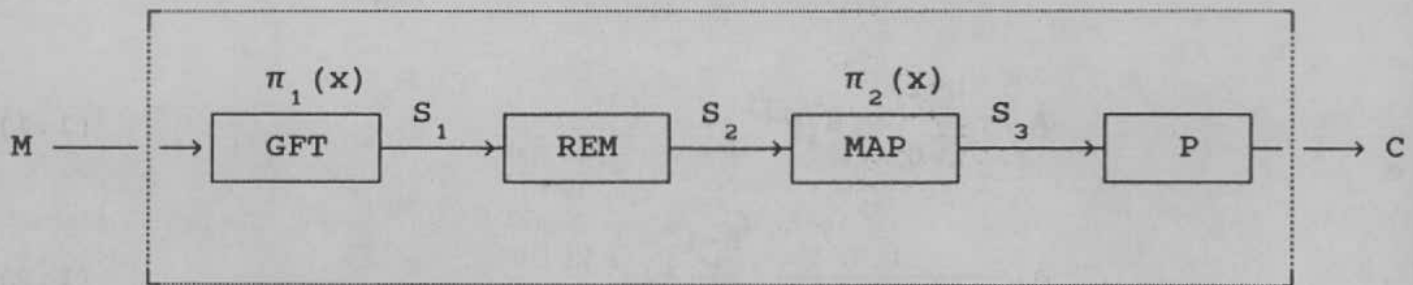 π₁(x) π₂(x)
S₁ S₂ S₃
M GFT REM MAP P C